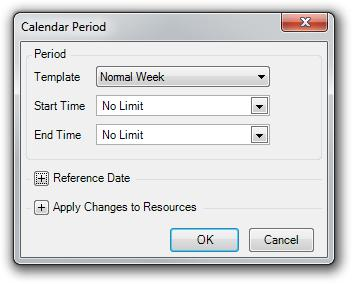 Calendar Period
Period
Template Normal Week
Start Time No Limit
End Time No Limit
Reference Date
Apply Changes to Resources
OK Cancel